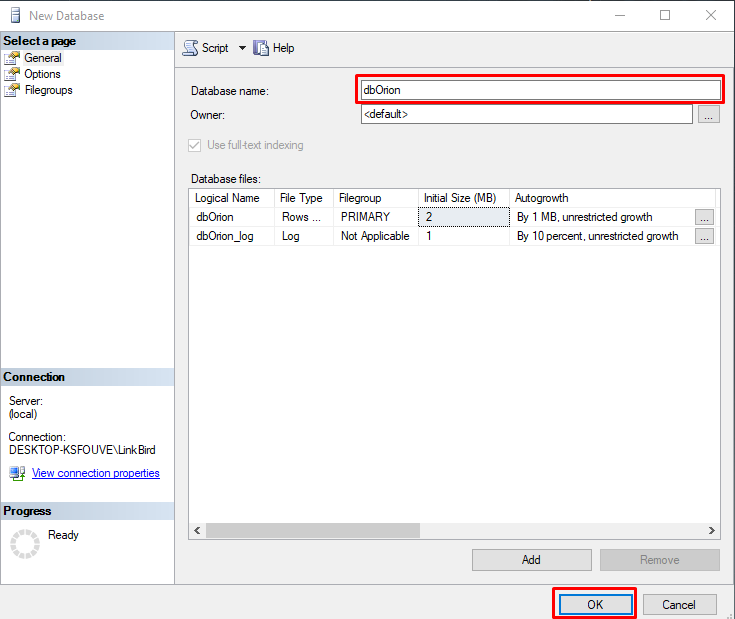 New Database
Select a page
General
Options
Filegroups
Script Help
Database name: dbOrion
Owner: <default> ...
Use full-text indexing
Database files:
Logical Name File Type Filegroup Initial Size (MB) Autogrowth
dbOrion Rows ... PRIMARY 2 By 1 MB, unrestricted growth ...
dbOrion_log Log Not Applicable 1 By 10 percent, unrestricted growth ...
Connection
Server:
(local)
Connection:
DESKTOP-KSFOUVE\LinkBird
View connection properties
Progress
Ready
Add Remove
OK Cancel